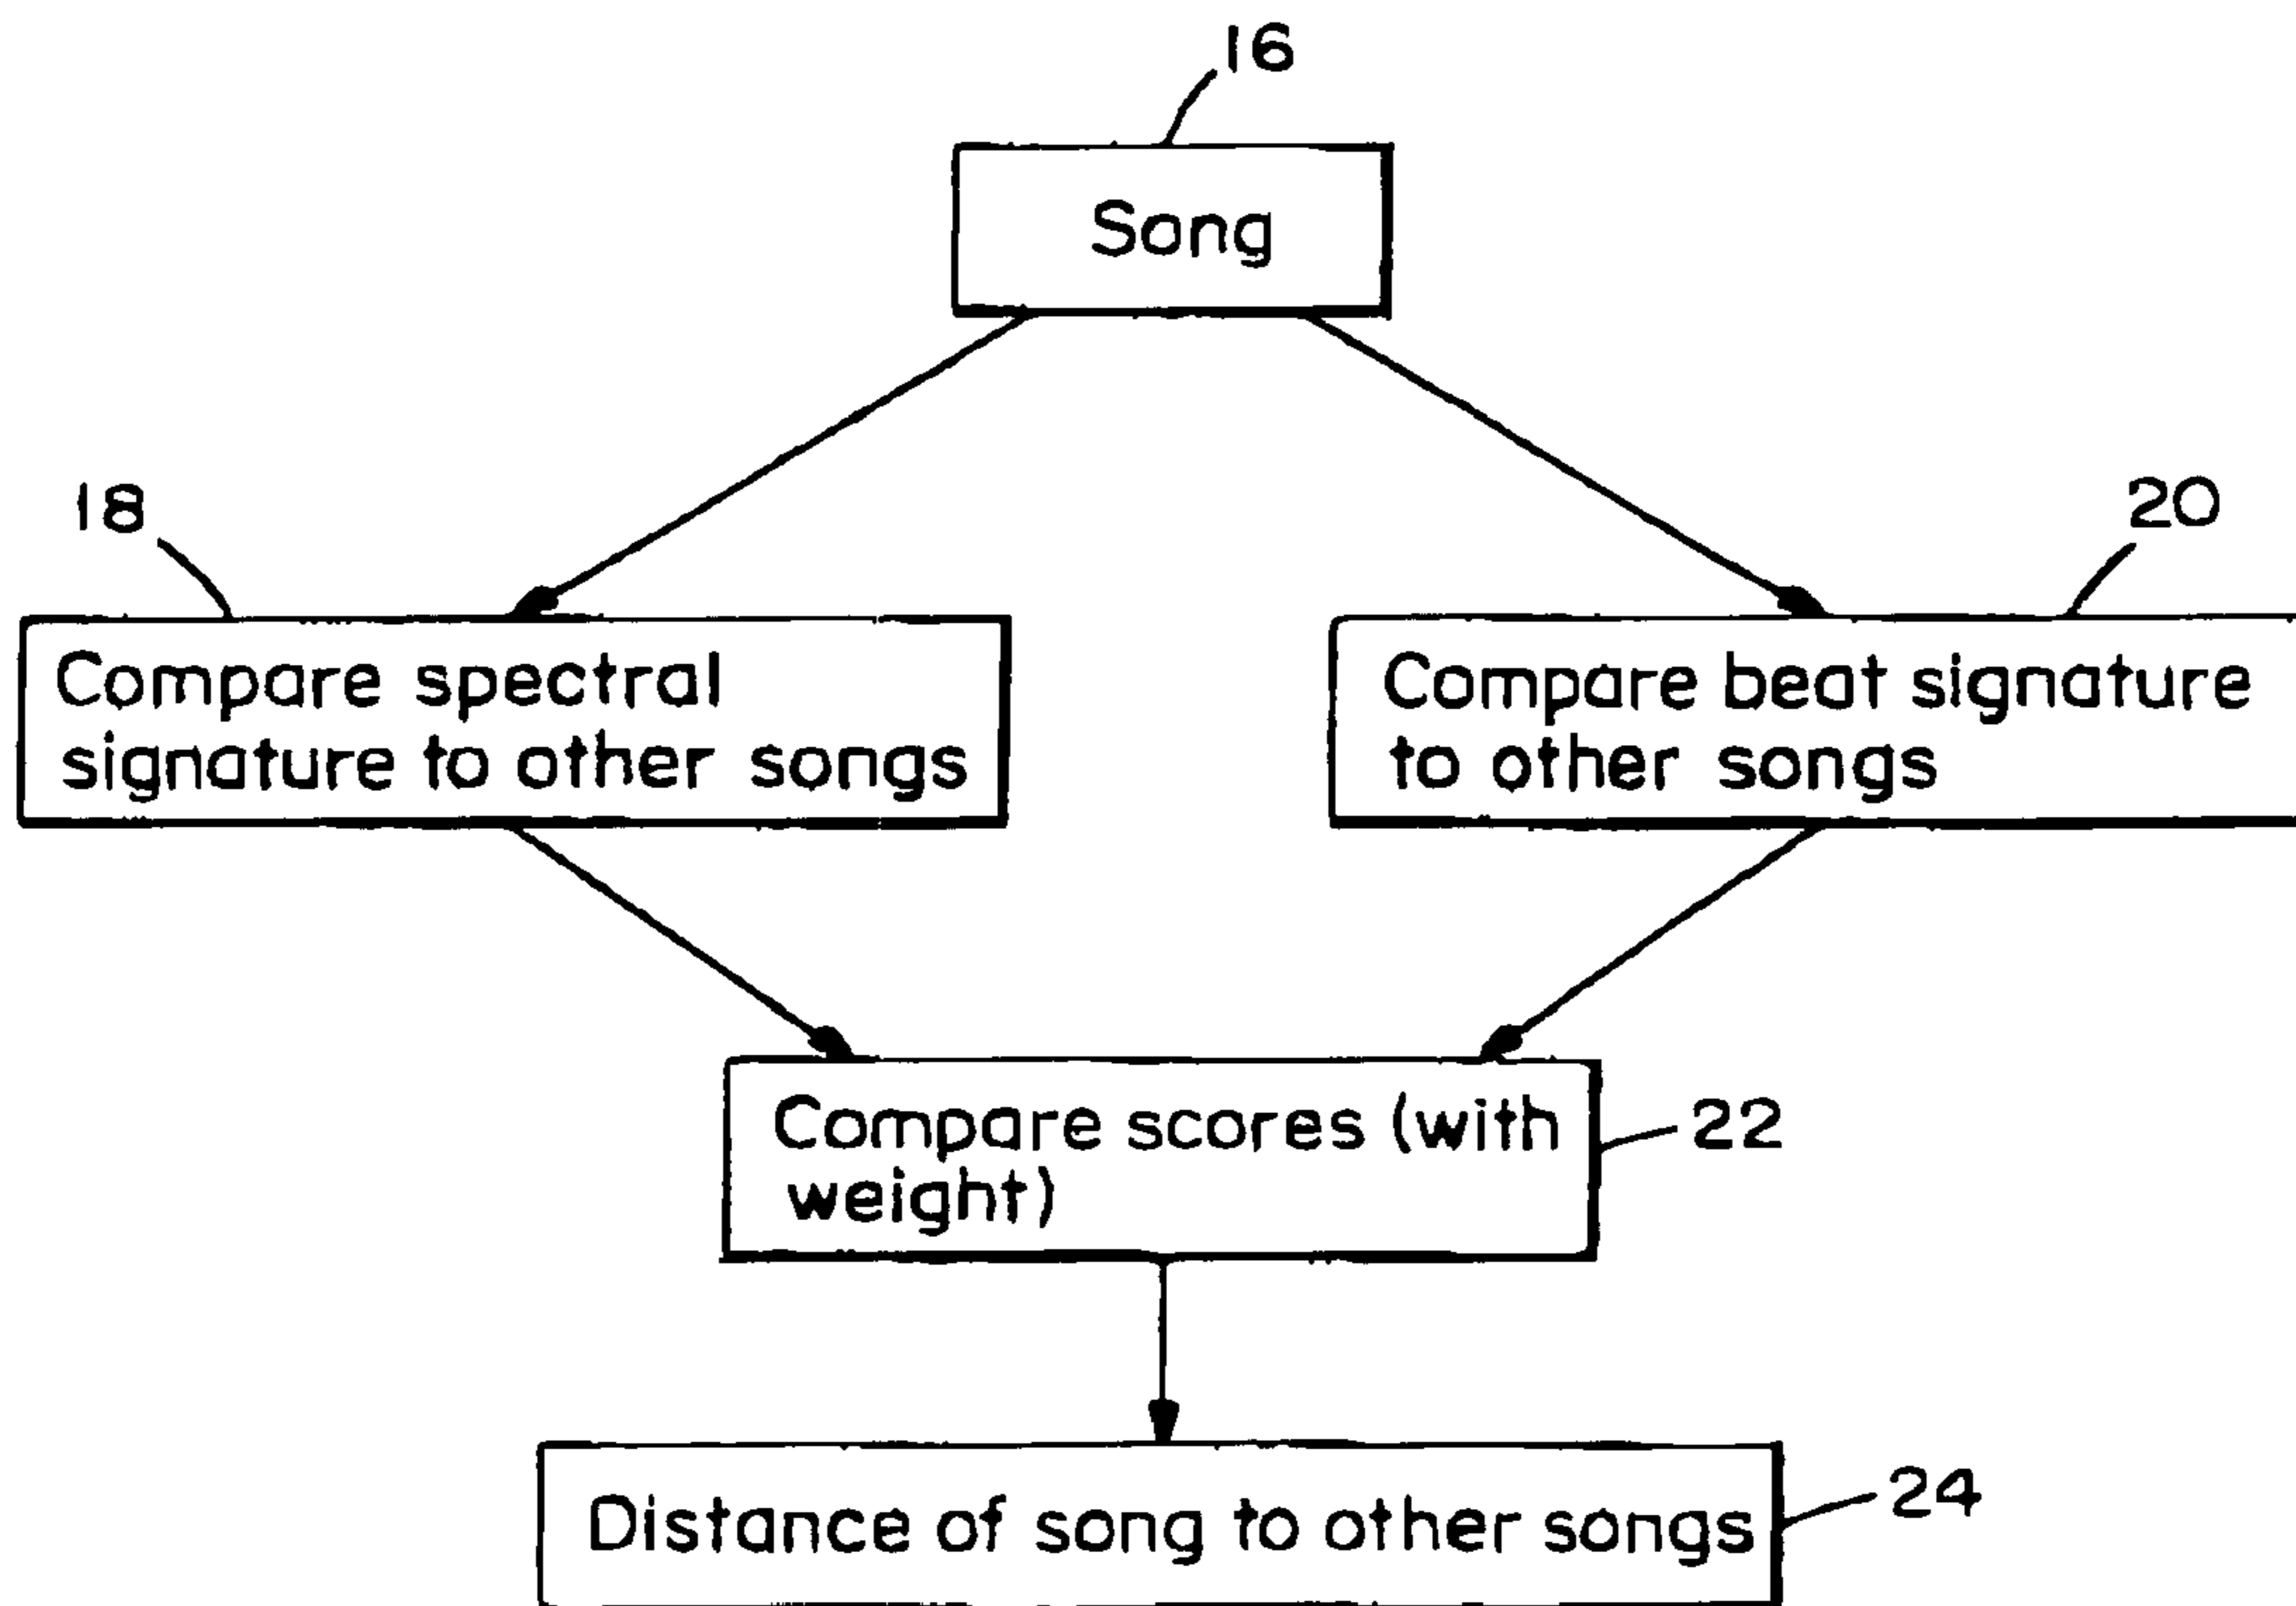 16
Song
18
20
Compare spectral
signature to other songs
Compare beat signature
to other songs
Compare scores (with
weight)
22
Distance of song to other songs
24